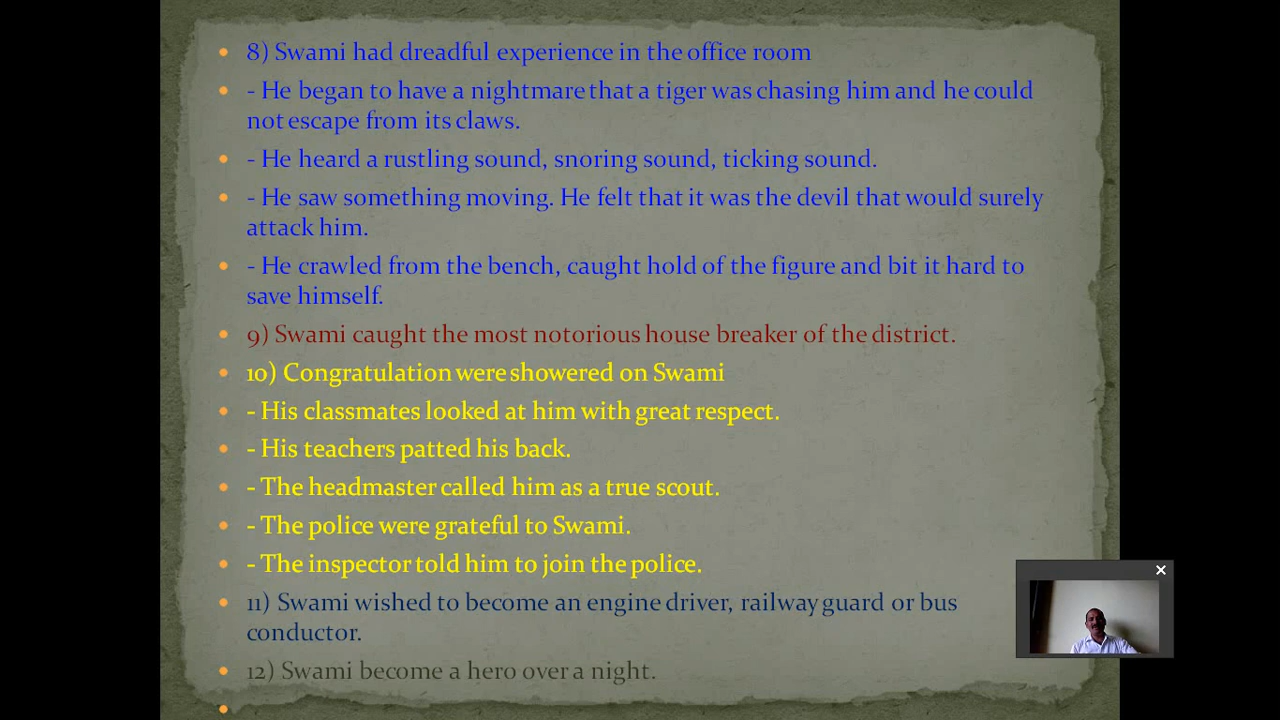 8) Swami had dreadful experience in the office room
- He began to have a nightmare that a tiger was chasing him and he could
not escape from its claws.
- He heard a rustling sound, snoring sound, ticking sound.
- He saw something moving. He felt that it was the devil that would surely
attack him.
- He crawled from the bench, caught hold of the figure and bit it hard to
save himself.
9) Swami caught the most notorious house breaker of the district.
10) Congratulation were showered on Swami
- His classmates looked at him with great respect.
- His teachers patted his back.
- The headmaster called him as a true scout.
- The police were grateful to Swami.
- The inspector told him to join the police.
11) Swami wished to become an engine driver, railway guard or bus
conductor.
12) Swami become a hero over a night.